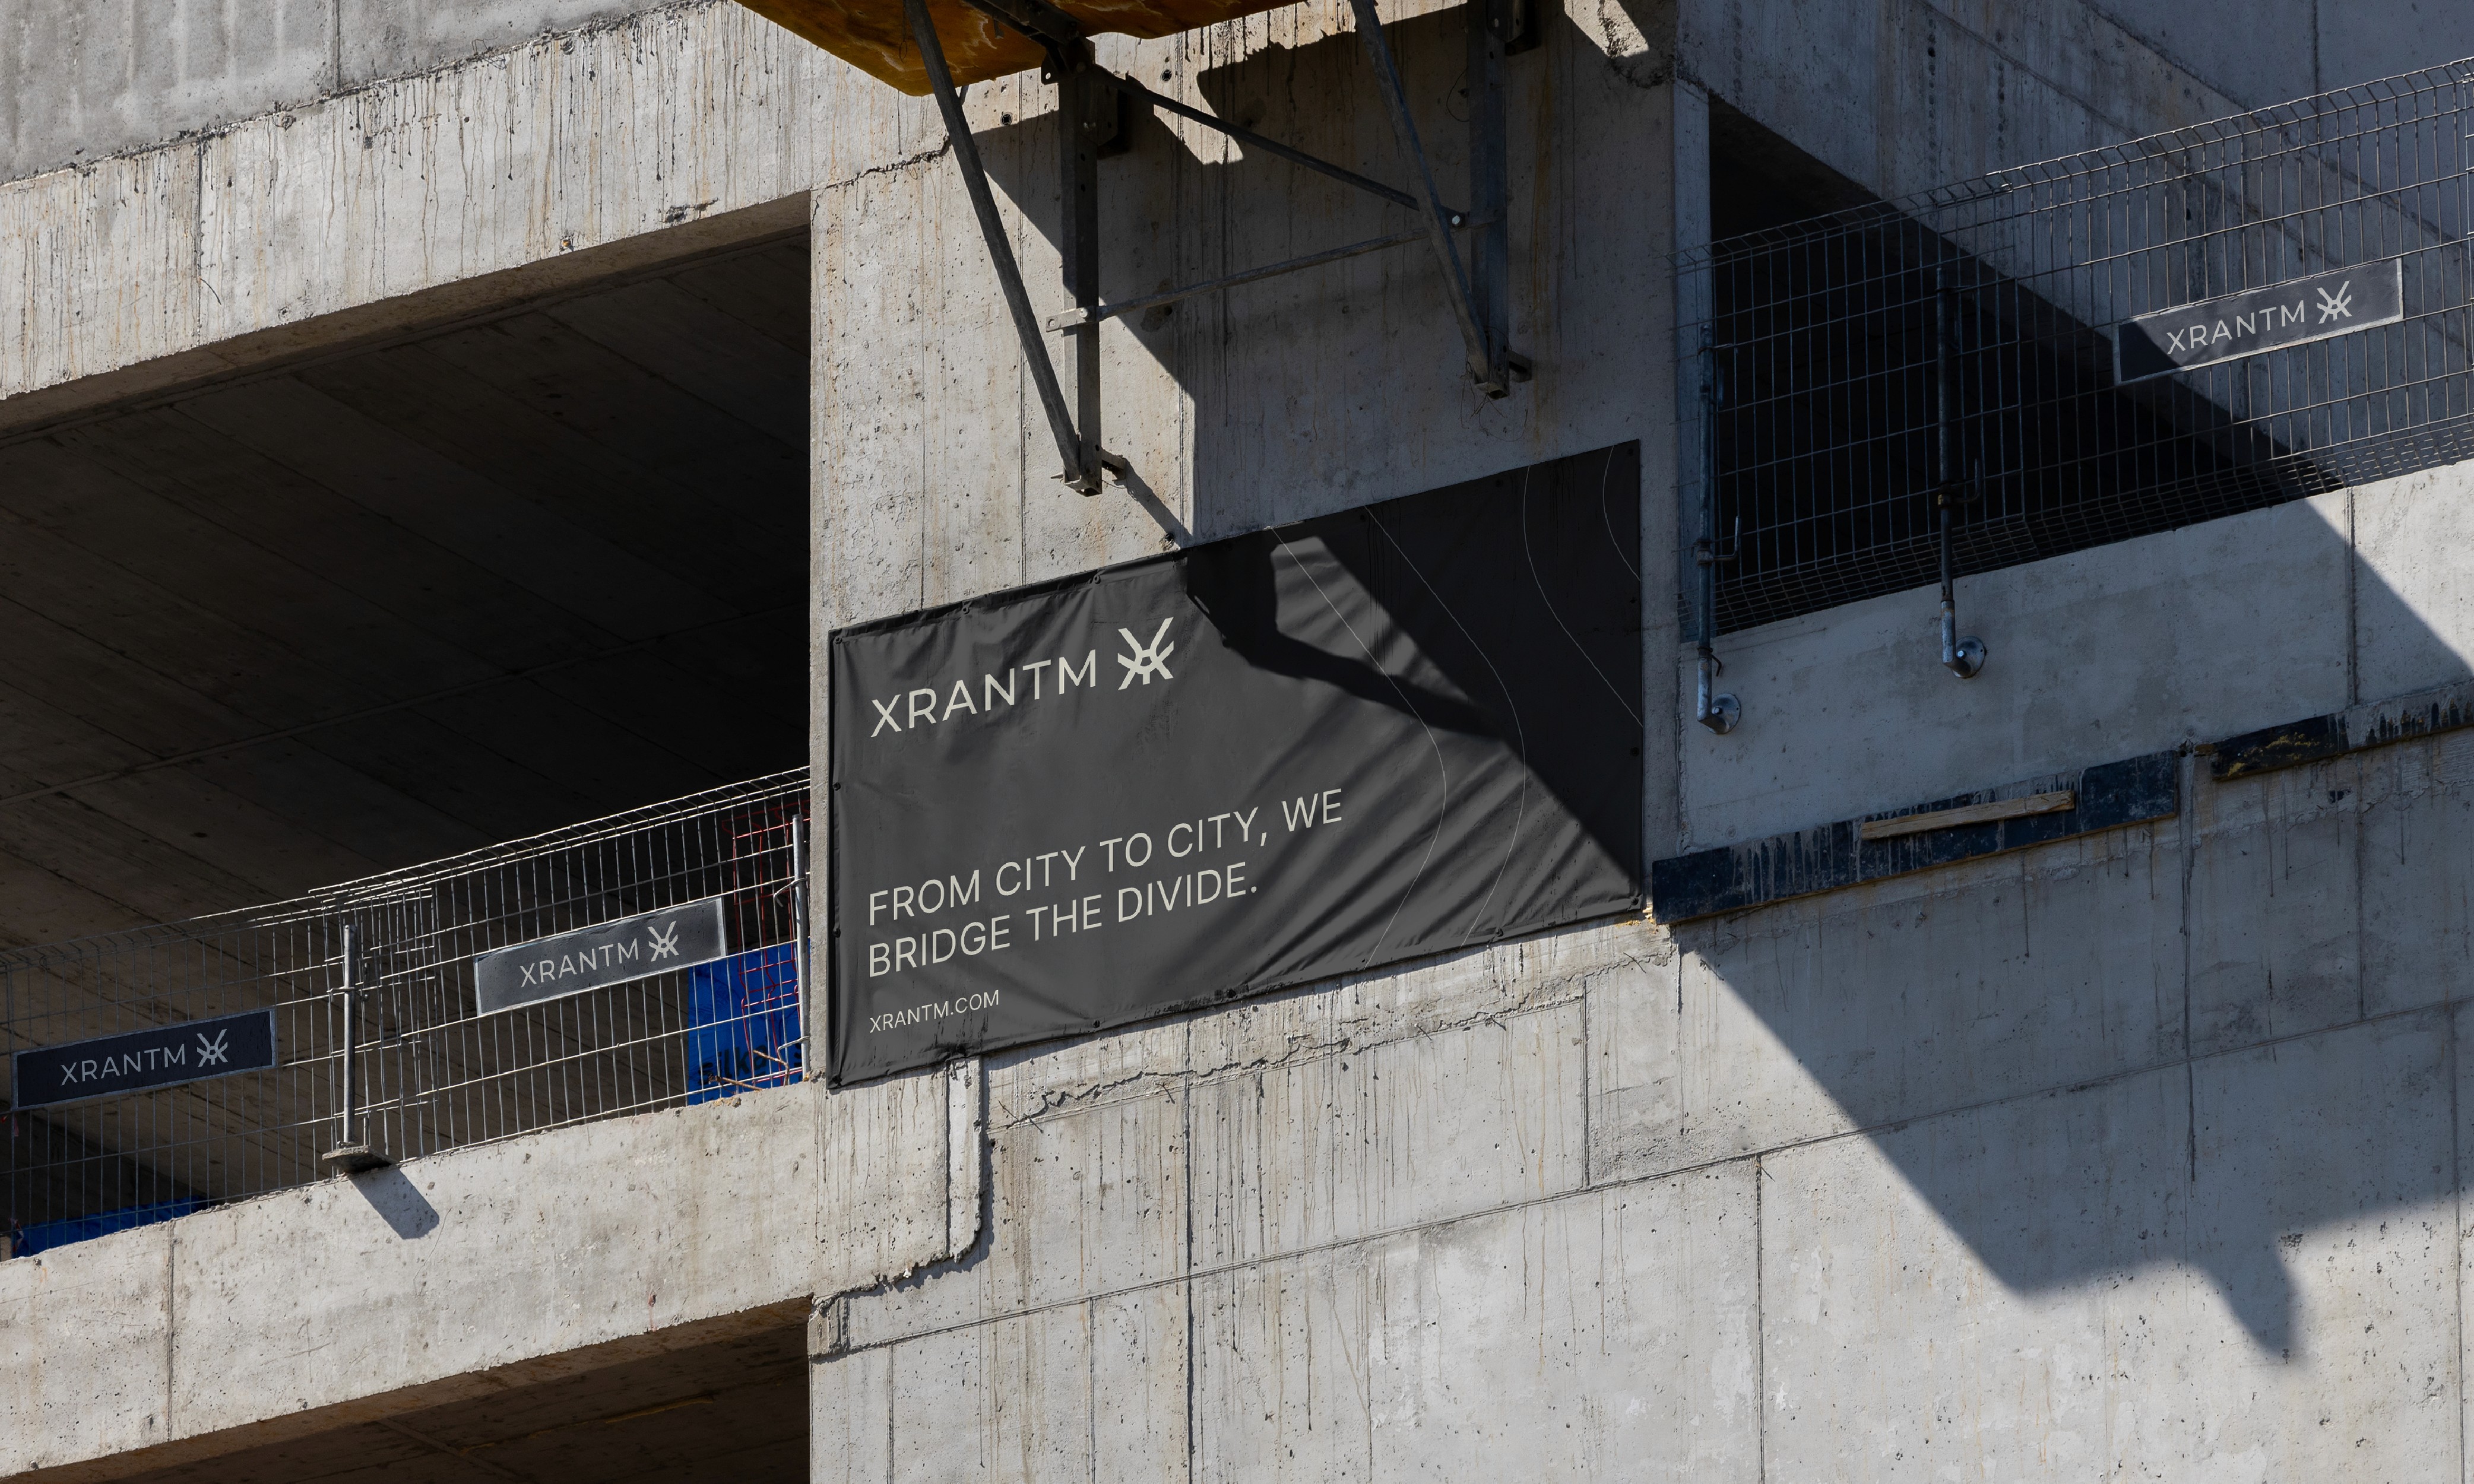 XRANTM
XRANTM
FROM CITY TO CITY, WE
BRIDGE THE DIVIDE.
XRANTM.COM
XRANTM
XRANTM